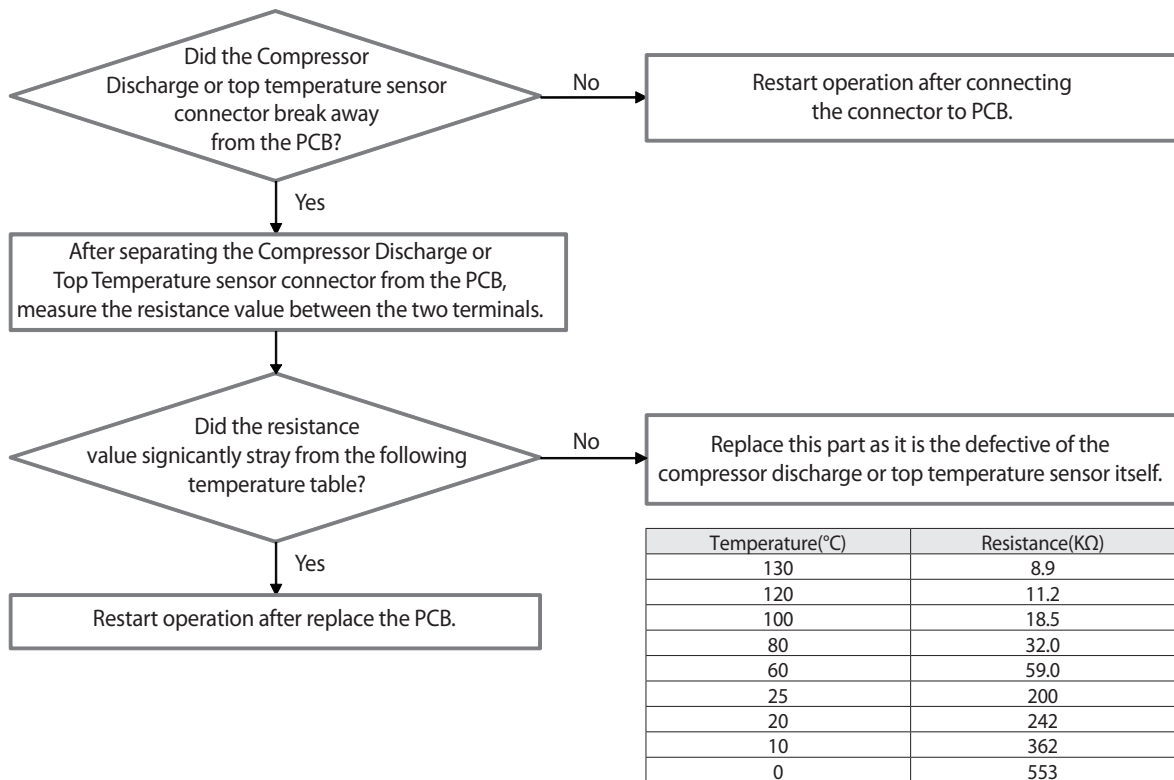 Did the Compressor
Discharge or top temperature sensor
connector break away
from the PCB?
No
Restart operation after connecting
the connector to PCB.
Yes
After separating the Compressor Discharge or
Top Temperature sensor connector from the PCB,
measure the resistance value between the two terminals.
Did the resistance
value signicantly stray from the following
temperature table?
No
Replace this part as it is the defective of the
compressor discharge or top temperature sensor itself.
Yes
Restart operation after replace the PCB.
Temperature(°C) Resistance(KΩ)
130 8.9
120 11.2
100 18.5
80 32.0
60 59.0
25 200
20 242
10 362
0 553